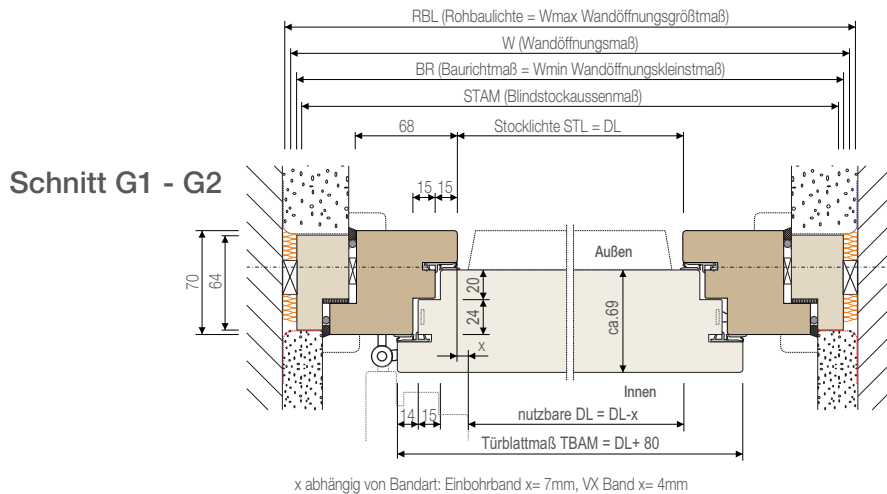 RBL (Rohbaulichte = Wmax Wandöffnungsgrößtmaß)
W (Wandöffnungsmaß)
BR (Baurichtmaß = Wmin Wandöffnungskleinstmaß)
STAM (Blindstockaussenmaß)
68 Stocklichte STL = DL
Schnitt G1 - G2
15 15
Außen
70
64
20
24
ca.69
x
Innen
14 15
nutzbare DL = DL-x
Türblattmaß TBAM = DL+ 80
x abhängig von Bandart: Einbohrband x= 7mm, VX Band x= 4mm